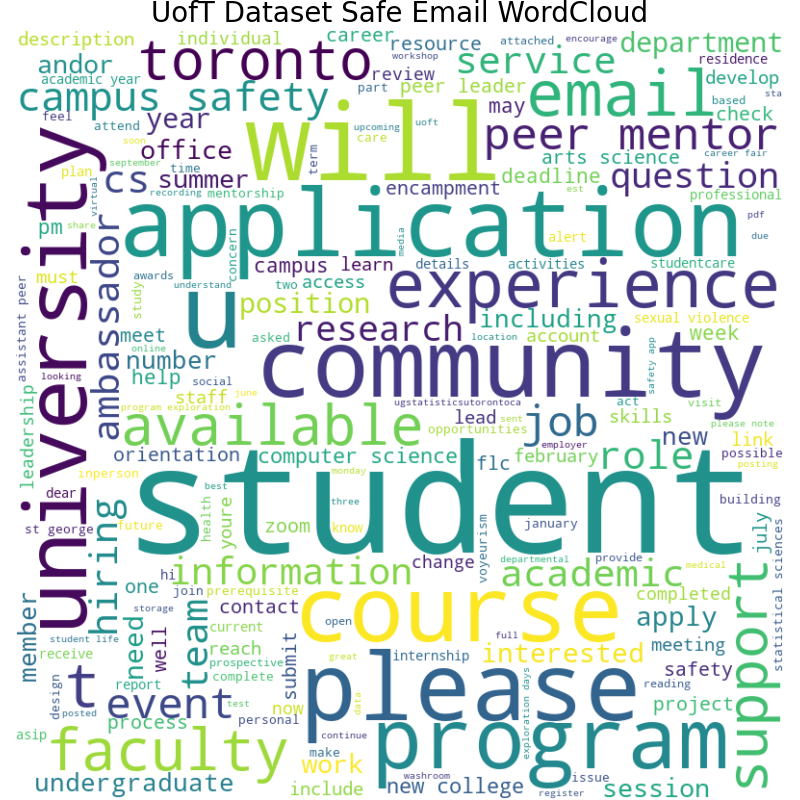 UofT Dataset Safe Email WordCloud
description
individual
career
resource
attached
encourage
department
andor
toronto
workshop
service
residence
academic year
review
part
peer leader
email
develop
campus safety
will
may
based
sta
check
feel
year
upcoming
uoft
peer mentor
attend
university
soon
office
term
care
arts science
career fair
september
plan
time
cs
summer
deadline
question
virtual
recording
mentorship
encampment
est
professional
share
application
pm
ambassador
concern
media
alert
pdf
due
campus learn
details
activities
studentcare
must
awards
understand
two
access
experience
study
u
position
sexual violence
assistant peer
meet
asked
research
location
including
account
week
online
number
community
safety app
looking
help
social
leadership
staff
june
program exploration
ugstatisticsutorontoca
act
visit
available
lead
sent
job
skills
please note
opportunities
new
link
orientation
computer science
employer
february
role
possible
inperson
student
monday
flc
posting
dear
hiring
best
three
building
st george
future
health
youre
zoom
know
voyeurism
january
july
statistical sciences
hi
information
change
departmental
provide
medical
one
academic
support
member
join
prerequisite
course
completed
storage
need
team
contact
current
open
apply
student life
well
reach
submit
full
meeting
receive
prospective
internship
interested
safety
complete
great
please
reading
design
report
t
test
now
data
exploration days
project
posted
event
personal
program
process
continue
asip
faculty
make
work
washroom
issue
undergraduate
include
new college
register
session